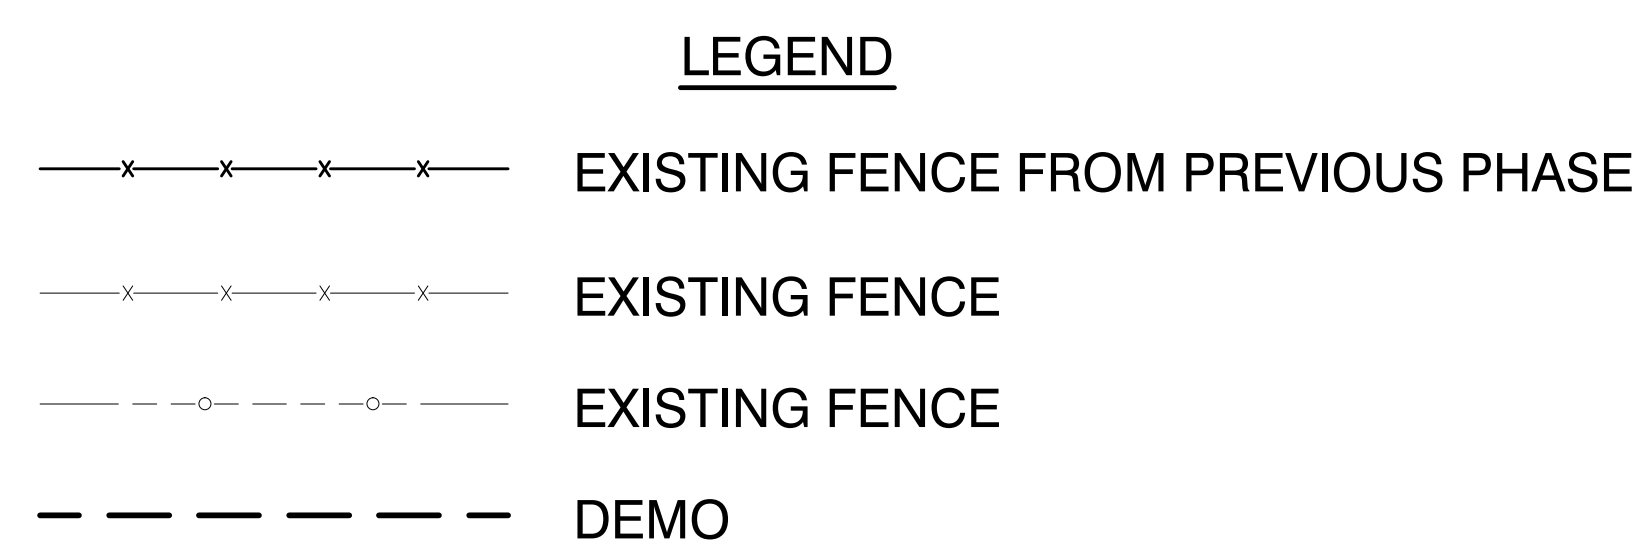 LEGEND
EXISTING FENCE FROM PREVIOUS PHASE
EXISTING FENCE
EXISTING FENCE
DEMO